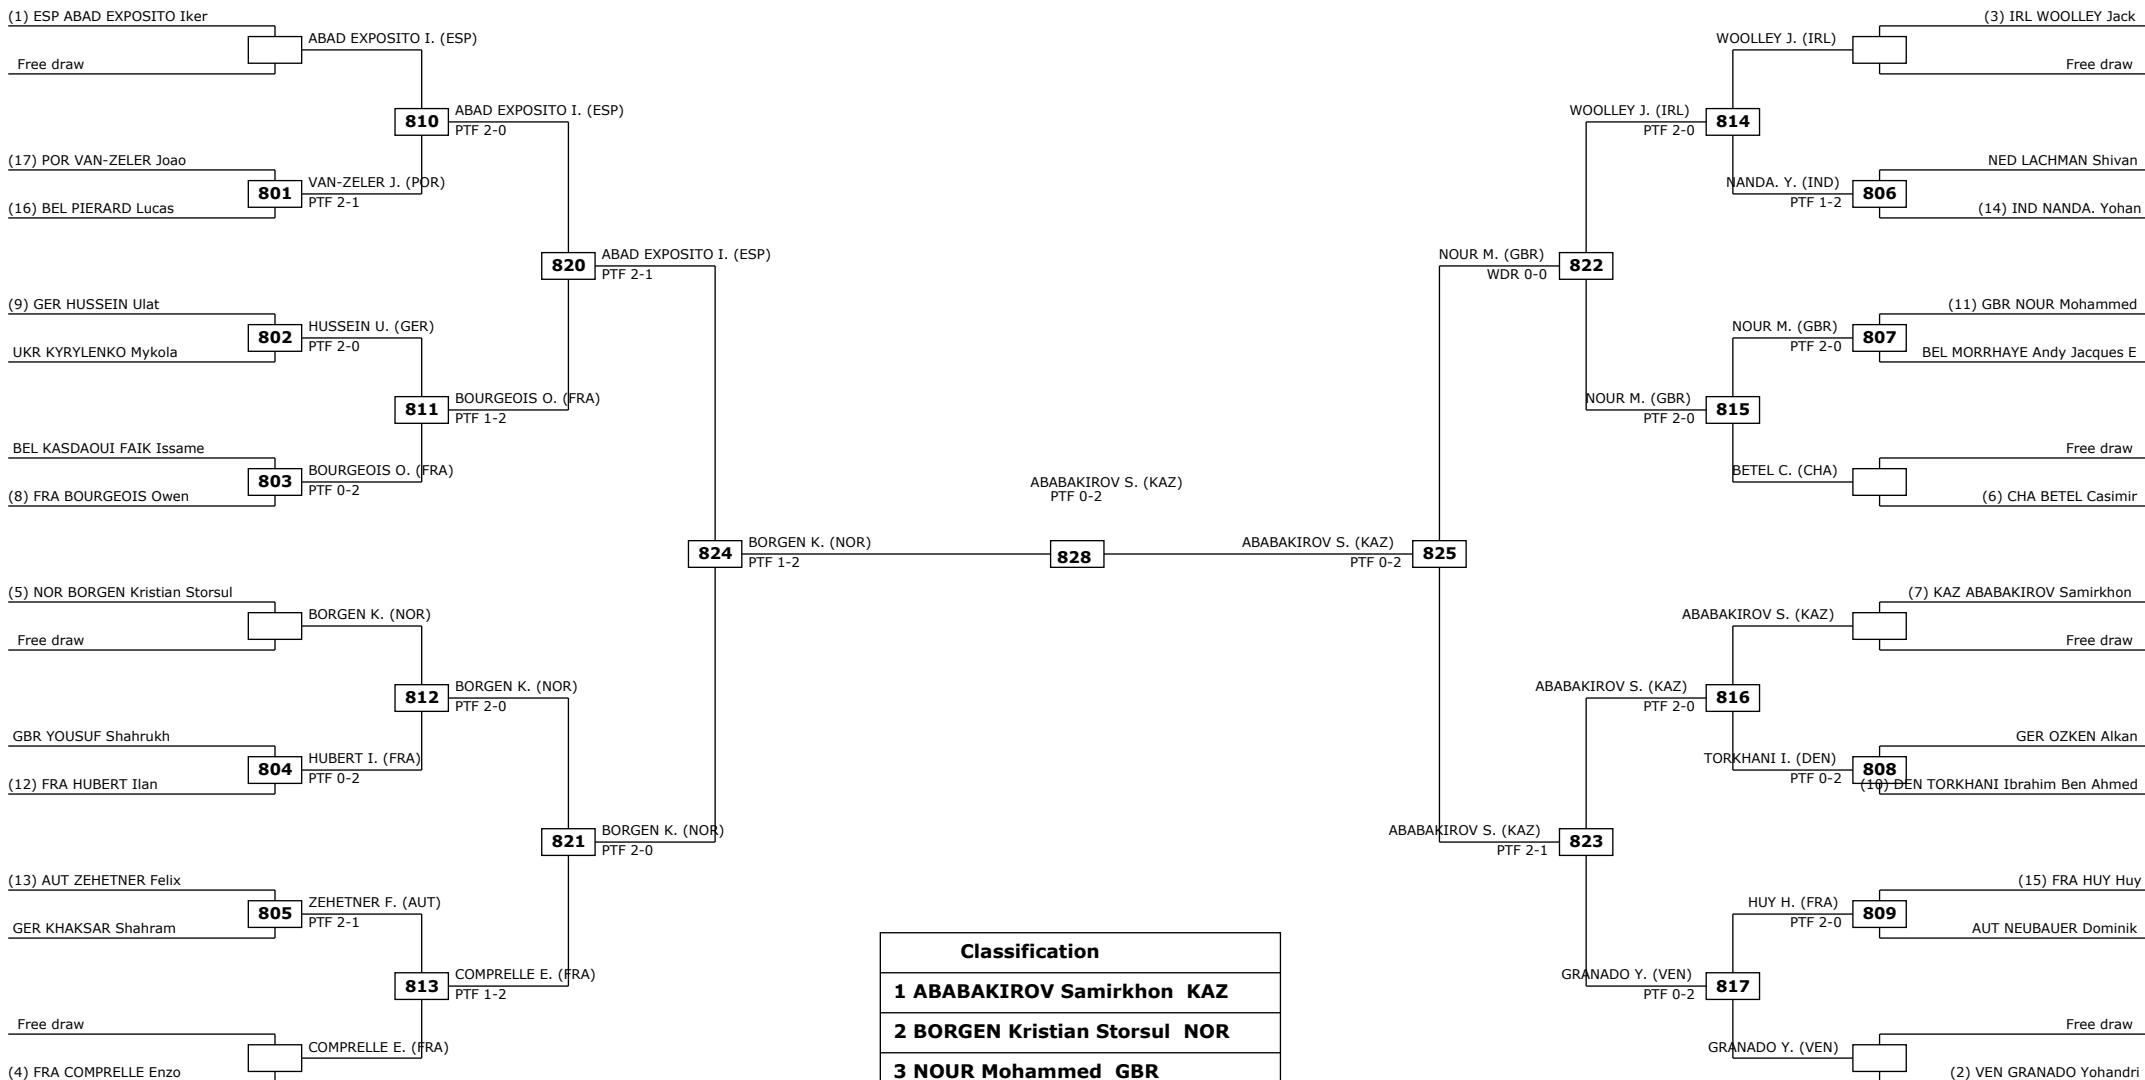 (1) ESP ABAD EXPOSITO Iker
ABAD EXPOSITO I. (ESP)
Free draw
810
ABAD EXPOSITO I. (ESP)
PTF 2-0
(17) POR VAN-ZELER Joao
801
VAN-ZELER J. (POR)
PTF 2-1
(16) BEL PIERARD Lucas
820
ABAD EXPOSITO I. (ESP)
PTF 2-1
(9) GER HUSSEIN Ulat
802
HUSSEIN U. (GER)
PTF 2-0
UKR KYRYLENKO Mykola
811
BOURGEOIS O. (FRA)
PTF 1-2
BEL KASDAOUI FAIK Issame
803
BOURGEOIS O. (FRA)
PTF 0-2
(8) FRA BOURGEOIS Owen
824
BORGEN K. (NOR)
PTF 1-2
(5) NOR BORGEN Kristian Storsul
BORGEN K. (NOR)
Free draw
812
BORGEN K. (NOR)
PTF 2-0
GBR YOUSUF Shahrukh
804
HUBERT I. (FRA)
PTF 0-2
(12) FRA HUBERT Ilan
821
BORGEN K. (NOR)
PTF 2-0
(13) AUT ZEHETNER Felix
805
ZEHETNER F. (AUT)
PTF 2-1
GER KHAKSAR Shahram
813
COMPRELLE E. (FRA)
PTF 1-2
Free draw
COMPRELLE E. (FRA)
(4) FRA COMPRELLE Enzo
ABABAKIROV S. (KAZ)
PTF 0-2
828
(3) IRL WOOLLEY Jack
WOOLLEY J. (IRL)
Free draw
WOOLLEY J. (IRL)
PTF 2-0
814
NED LACHMAN Shivan
NANDA. Y. (IND)
PTF 1-2
806
(14) IND NANDA. Yohan
NOUR M. (GBR)
WDR 0-0
822
(11) GBR NOUR Mohammed
NOUR M. (GBR)
PTF 2-0
807
BEL MORRHAYE Andy Jacques E
NOUR M. (GBR)
PTF 2-0
815
Free draw
BETEL C. (CHA)
(6) CHA BETEL Casimir
ABABAKIROV S. (KAZ)
PTF 0-2
825
(7) KAZ ABABAKIROV Samirkhon
ABABAKIROV S. (KAZ)
Free draw
ABABAKIROV S. (KAZ)
PTF 2-0
816
GER OZKEN Alkan
TORKHANI I. (DEN)
PTF 0-2
808
(10) DEN TORKHANI Ibrahim Ben Ahmed
ABABAKIROV S. (KAZ)
PTF 2-1
823
(15) FRA HUY Huy
HUY H. (FRA)
PTF 2-0
809
AUT NEUBAUER Dominik
GRANADO Y. (VEN)
PTF 0-2
817
Free draw
GRANADO Y. (VEN)
(2) VEN GRANADO Yohandri
Classification
1 ABABAKIROV Samirkhon KAZ
2 BORGEN Kristian Storsul NOR
3 NOUR Mohammed GBR